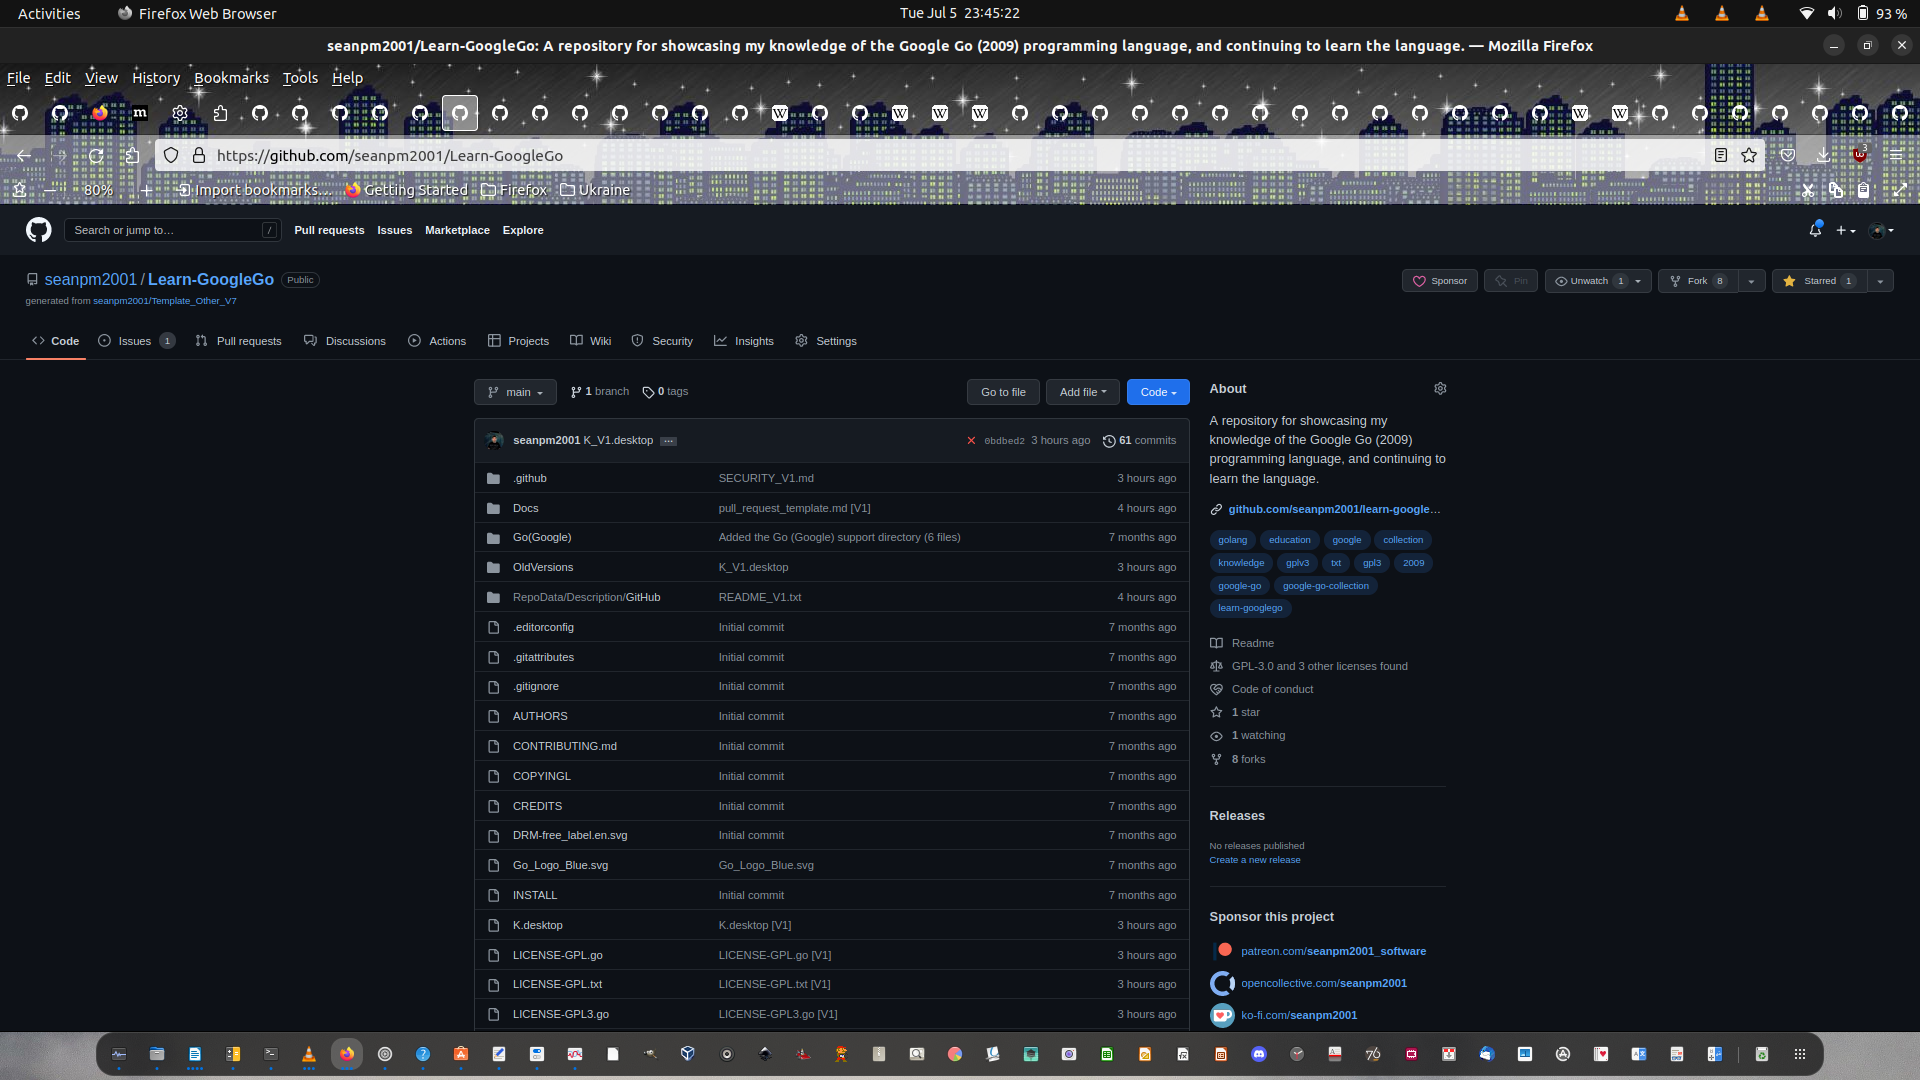 Activities
Firefox Web Browser
Tue Jul 5  23:45:22
93 %
seanpm2001/Learn-GoogleGo: A repository for showcasing my knowledge of the Google Go (2009) programming language, and continuing to learn the language. — Mozilla Firefox
File Edit View History Bookmarks Tools Help
https://github.com/seanpm2001/Learn-GoogleGo
3
80% Import bookmarks... Getting Started Firefox Ukraine
Search or jump to... / Pull requests Issues Marketplace Explore
seanpm2001 / Learn-GoogleGo Public
Sponsor Pin Unwatch 1 Fork 8 Starred 1
generated from seanpm2001/Template_Other_V7
Code Issues 1 Pull requests Discussions Actions Projects Wiki Security Insights Settings
main 1 branch 0 tags Go to file Add file Code
seanpm2001 K_V1.desktop ... 0bdbed2 3 hours ago 61 commits
.github SECURITY_V1.md 3 hours ago
Docs pull_request_template.md [V1] 4 hours ago
Go(Google) Added the Go (Google) support directory (6 files) 7 months ago
OldVersions K_V1.desktop 3 hours ago
RepoData/Description/GitHub README_V1.txt 4 hours ago
.editorconfig Initial commit 7 months ago
.gitattributes Initial commit 7 months ago
.gitignore Initial commit 7 months ago
AUTHORS Initial commit 7 months ago
CONTRIBUTING.md Initial commit 7 months ago
COPYINGL Initial commit 7 months ago
CREDITS Initial commit 7 months ago
DRM-free_label.en.svg Initial commit 7 months ago
Go_Logo_Blue.svg Go_Logo_Blue.svg 7 months ago
INSTALL Initial commit 7 months ago
K.desktop K.desktop [V1] 3 hours ago
LICENSE-GPL.go LICENSE-GPL.go [V1] 3 hours ago
LICENSE-GPL.txt LICENSE-GPL.txt [V1] 3 hours ago
LICENSE-GPL3.go LICENSE-GPL3.go [V1] 3 hours ago
About
A repository for showcasing my
knowledge of the Google Go (2009)
programming language, and continuing to
learn the language.
github.com/seanpm2001/learn-google...
golang education google collection
knowledge gplv3 txt gpl3 2009
google-go google-go-collection
learn-googlego
Readme
GPL-3.0 and 3 other licenses found
Code of conduct
1 star
1 watching
8 forks
Releases
No releases published
Create a new release
Sponsor this project
patreon.com/seanpm2001_software
opencollective.com/seanpm2001
ko-fi.com/seanpm2001